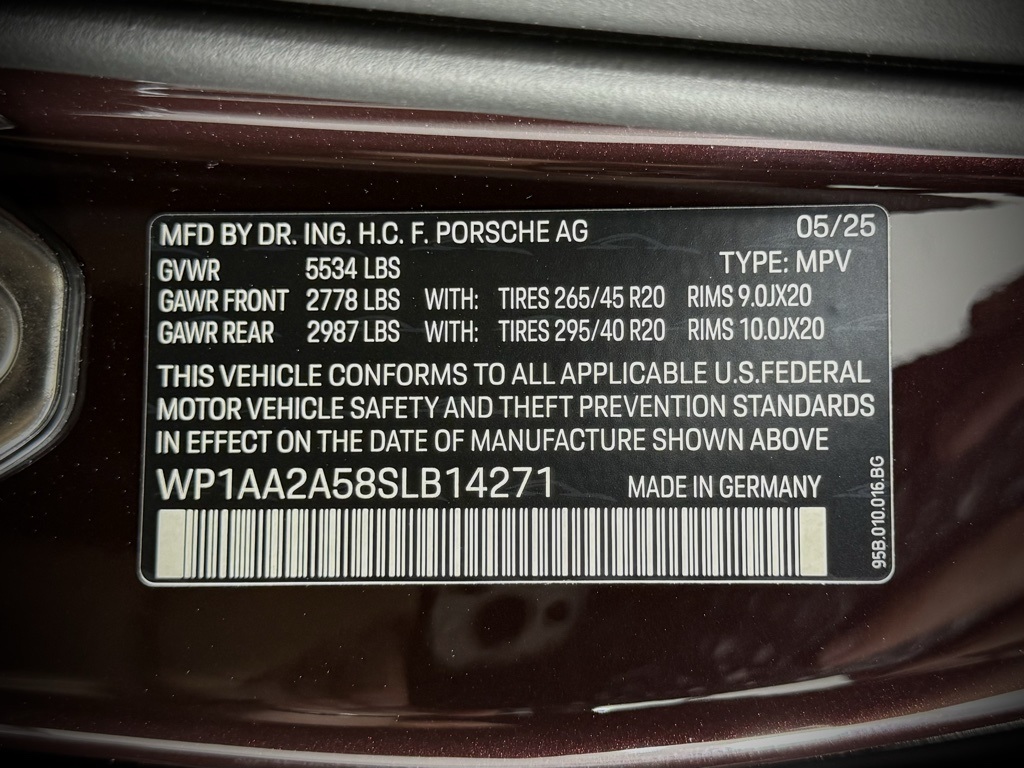 MFD BY DR. ING. H.C. F. PORSCHE AG 05/25
GVWR 5534 LBS TYPE: MPV
GAWR FRONT 2778 LBS WITH: TIRES 265/45 R20 RIMS 9.0JX20
GAWR REAR 2987 LBS WITH: TIRES 295/40 R20 RIMS 10.0JX20
THIS VEHICLE CONFORMS TO ALL APPLICABLE U.S.FEDERAL
MOTOR VEHICLE SAFETY AND THEFT PREVENTION STANDARDS
IN EFFECT ON THE DATE OF MANUFACTURE SHOWN ABOVE
WP1AA2A58SLB14271 MADE IN GERMANY
95B.010.016.BG